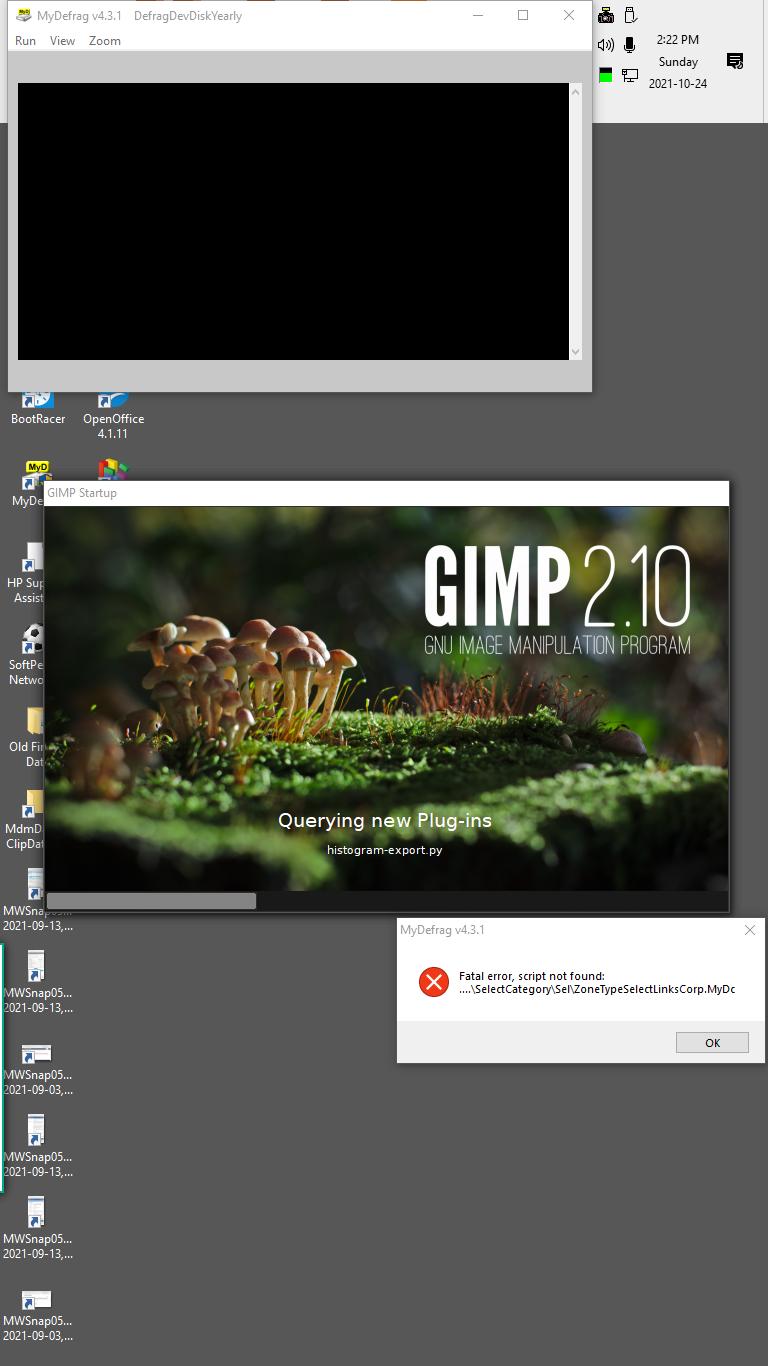 MyDefrag v4.3.1 DefragDevDiskYearly
Run View Zoom
2:22 PM
Sunday
2021-10-24
BootRacer
OpenOffice
4.1.11
MyD
MyDe
HP Sup
Assist
SoftPe
Netwo
Old Fir
Dat
MdmD
ClipDat
MWSnap05...
2021-09-13,...
MWSnap05...
2021-09-13,...
MWSnap05...
2021-09-03,...
MWSnap05...
2021-09-13,...
MWSnap05...
2021-09-13,...
MWSnap05...
2021-09-03,...
GIMP Startup
GIMP 2.10
GNU IMAGE MANIPULATION PROGRAM
Querying new Plug-ins
histogram-export.py
MyDefrag v4.3.1
Fatal error, script not found:
....\SelectCategory\Sel\ZoneTypeSelectLinksCorp.MyDc
OK